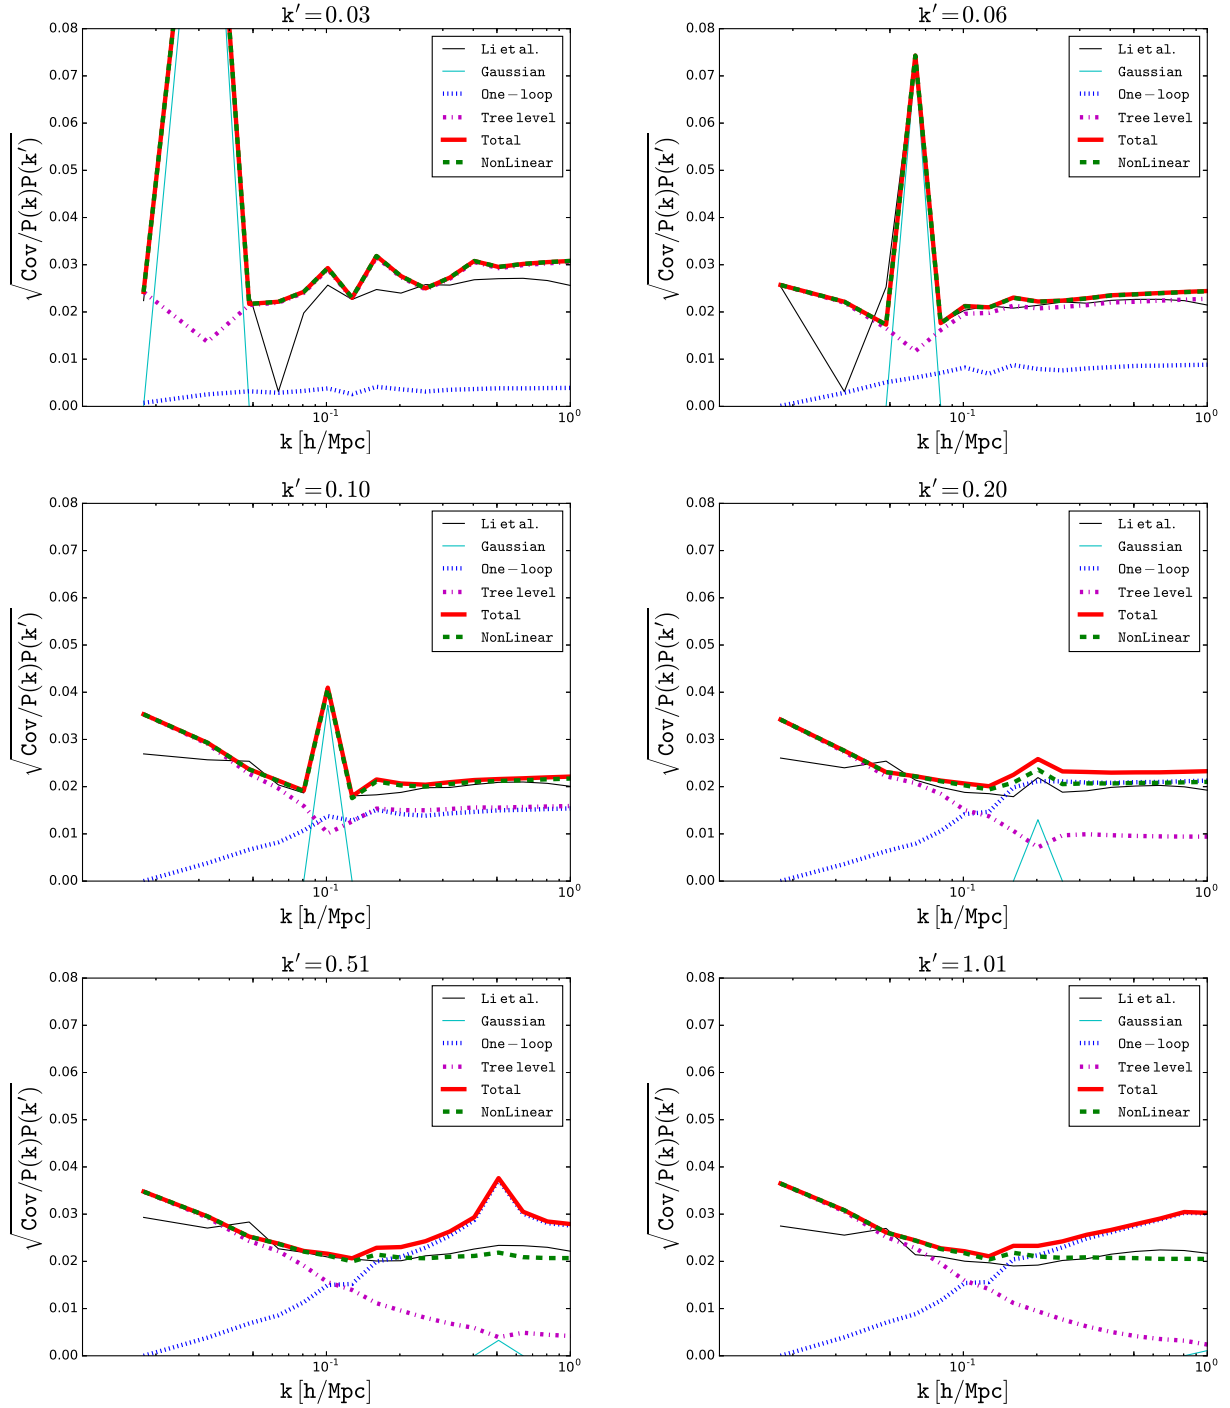 k′=0.03
0.08
0.07
0.06
0.05
0.04
0.03
0.02
0.01
0.00
√Cov/P(k)P(k′)
Li et al.
Gaussian
One−loop
Tree level
Total
NonLinear
10⁻¹
10⁰
k [h/Mpc]
k′=0.06
0.08
0.07
0.06
0.05
0.04
0.03
0.02
0.01
0.00
√Cov/P(k)P(k′)
Li et al.
Gaussian
One−loop
Tree level
Total
NonLinear
10⁻¹
10⁰
k [h/Mpc]
k′=0.10
0.08
0.07
0.06
0.05
0.04
0.03
0.02
0.01
0.00
√Cov/P(k)P(k′)
Li et al.
Gaussian
One−loop
Tree level
Total
NonLinear
10⁻¹
10⁰
k [h/Mpc]
k′=0.20
0.08
0.07
0.06
0.05
0.04
0.03
0.02
0.01
0.00
√Cov/P(k)P(k′)
Li et al.
Gaussian
One−loop
Tree level
Total
NonLinear
10⁻¹
10⁰
k [h/Mpc]
k′=0.51
0.08
0.07
0.06
0.05
0.04
0.03
0.02
0.01
0.00
√Cov/P(k)P(k′)
Li et al.
Gaussian
One−loop
Tree level
Total
NonLinear
10⁻¹
10⁰
k [h/Mpc]
k′=1.01
0.08
0.07
0.06
0.05
0.04
0.03
0.02
0.01
0.00
√Cov/P(k)P(k′)
Li et al.
Gaussian
One−loop
Tree level
Total
NonLinear
10⁻¹
10⁰
k [h/Mpc]